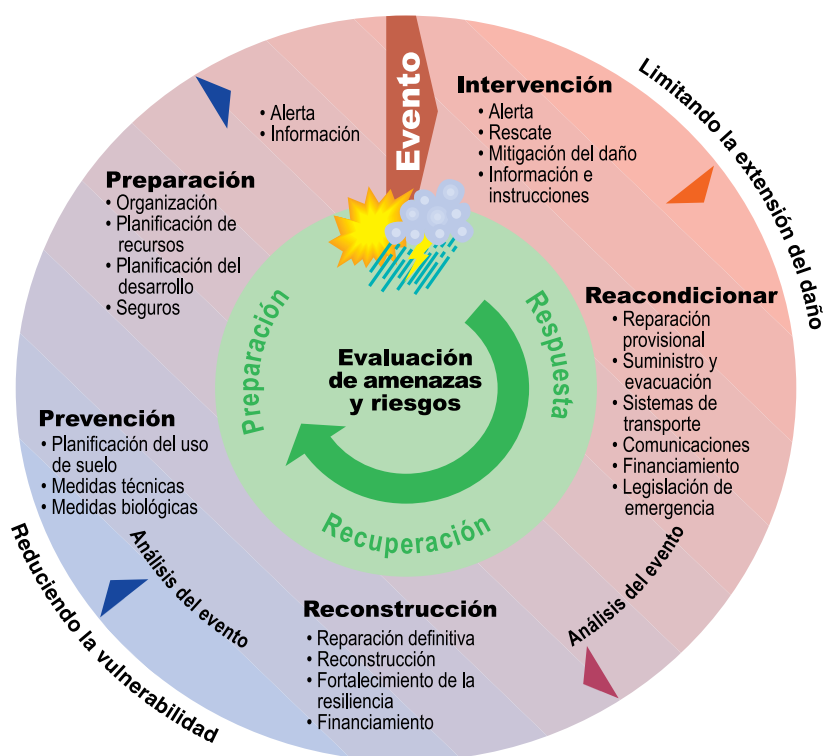 Evento
Intervención
• Alerta
• Rescate
• Mitigación del daño
• Información e
instrucciones
Limitando la extensión del daño
Reacondicionar
• Reparación
provisional
• Suministro y
evacuación
• Sistemas de
transporte
• Comunicaciones
• Financiamiento
• Legislación de
emergencia
Análisis del evento
Reconstrucción
• Reparación definitiva
• Reconstrucción
• Fortalecimiento de la
resiliencia
• Financiamiento
Análisis del evento
Reduciendo la vulnerabilidad
Prevención
• Planificación del uso
de suelo
• Medidas técnicas
• Medidas biológicas
Preparación
• Organización
• Planificación de
recursos
• Planificación del
desarrollo
• Seguros
• Alerta
• Información
Respuesta
Recuperación
Preparación
Evaluación
de amenazas
y riesgos